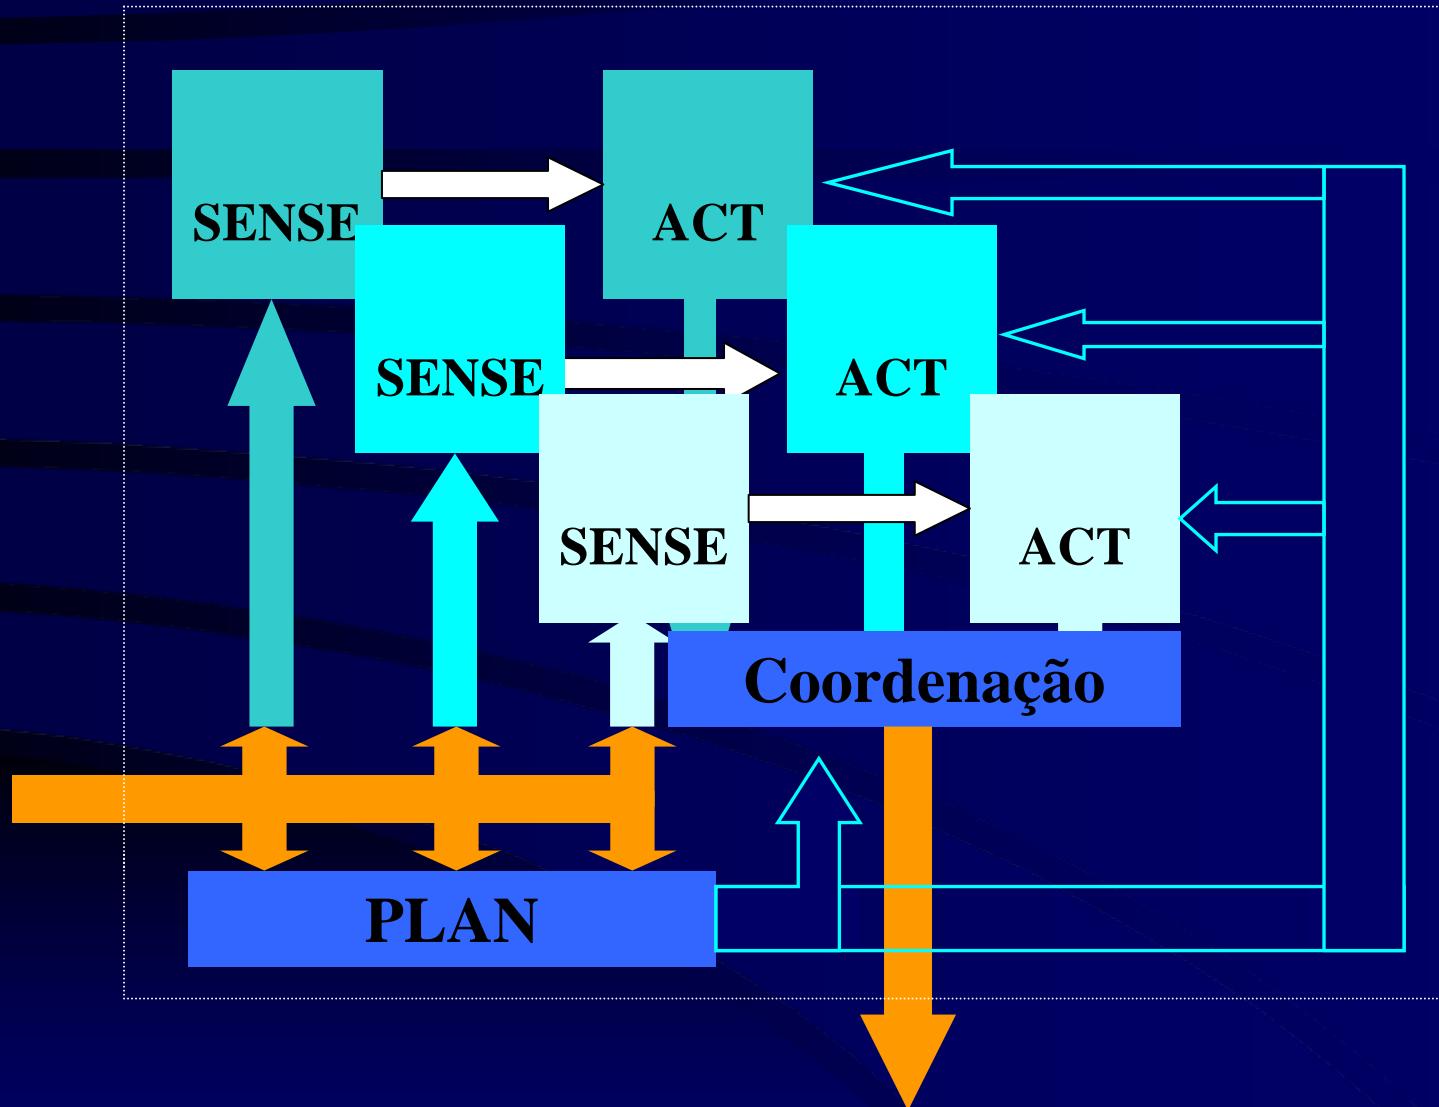 SENSE
ACT
SENSE
ACT
SENSE
ACT
Coordenação
PLAN